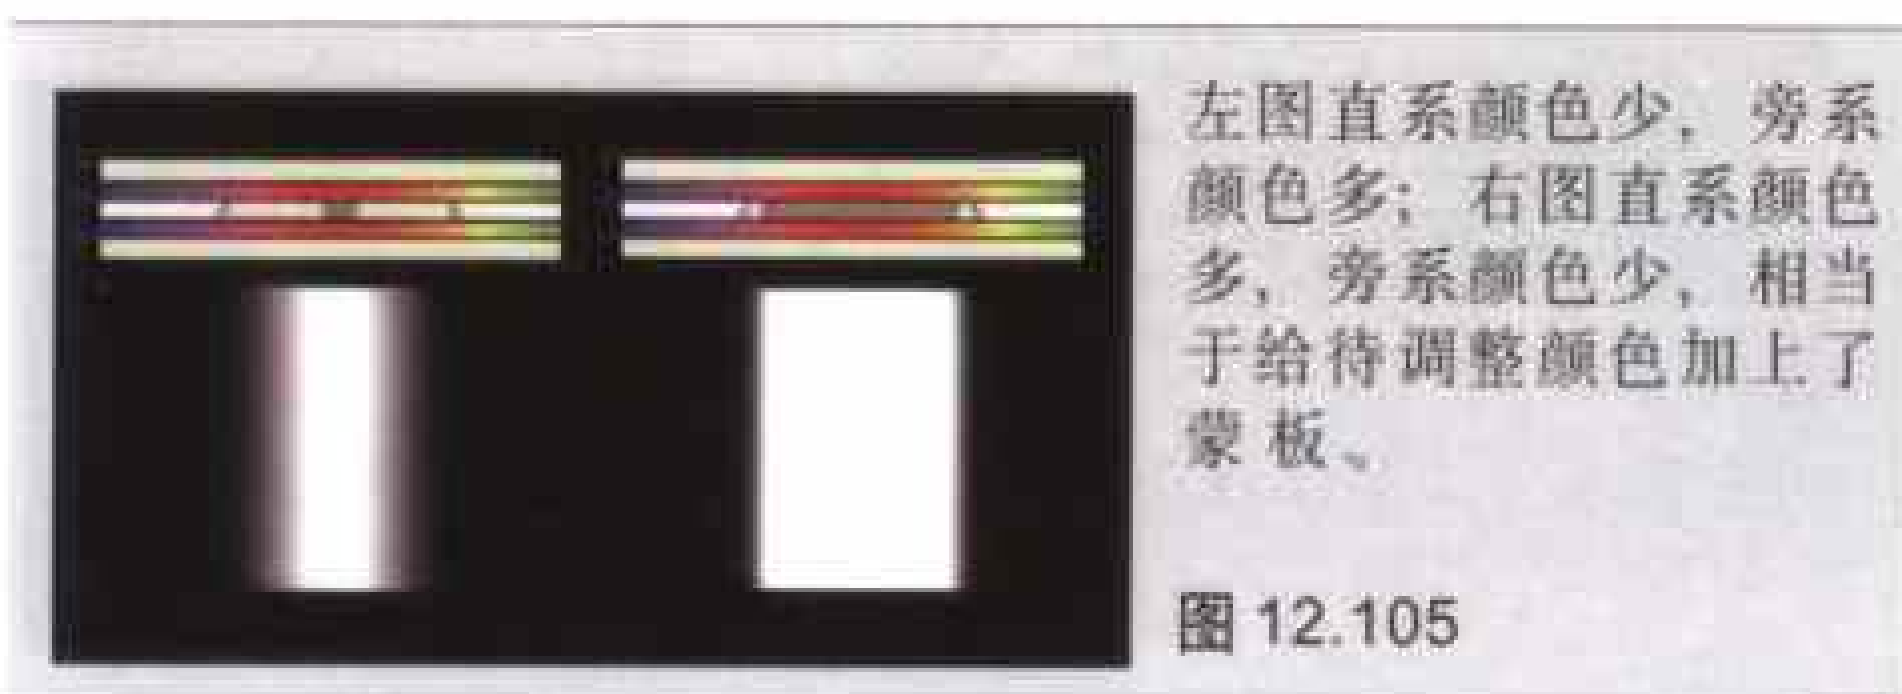 左图直系颜色少，旁系
颜色多；右图直系颜色
多，旁系颜色少，相当
于给待调整颜色加上了
蒙板。
图 12.105